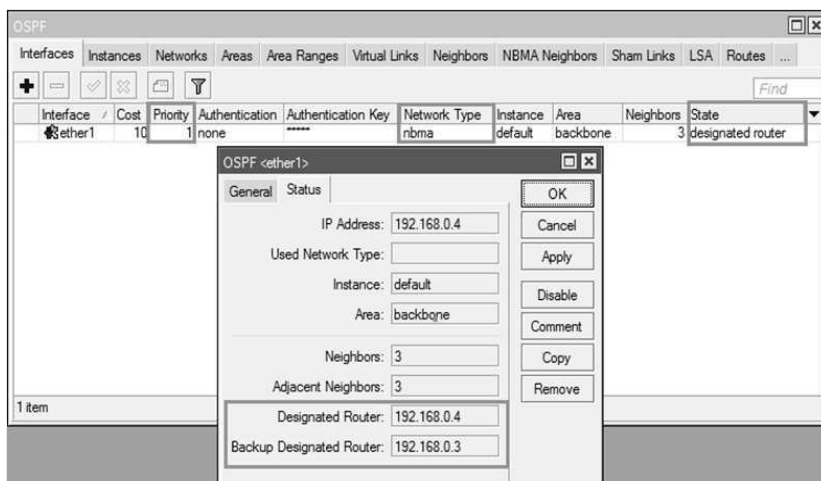 OSPF
Interfaces Instances Networks Areas Area Ranges Virtual Links Neighbors NBMA Neighbors Sham Links LSA Routes ...
Find
Interface / Cost Priority Authentication Authentication Key Network Type Instance Area Neighbors State
ether1 10 1 none ***** nbma default backbone 3 designated router
OSPF <ether1>
General Status
OK
IP Address: 192.168.0.4
Cancel
Used Network Type:
Apply
Instance: default
Disable
Area: backbone
Comment
Neighbors: 3
Copy
Adjacent Neighbors: 3
Remove
1 item
Designated Router: 192.168.0.4
Backup Designated Router: 192.168.0.3